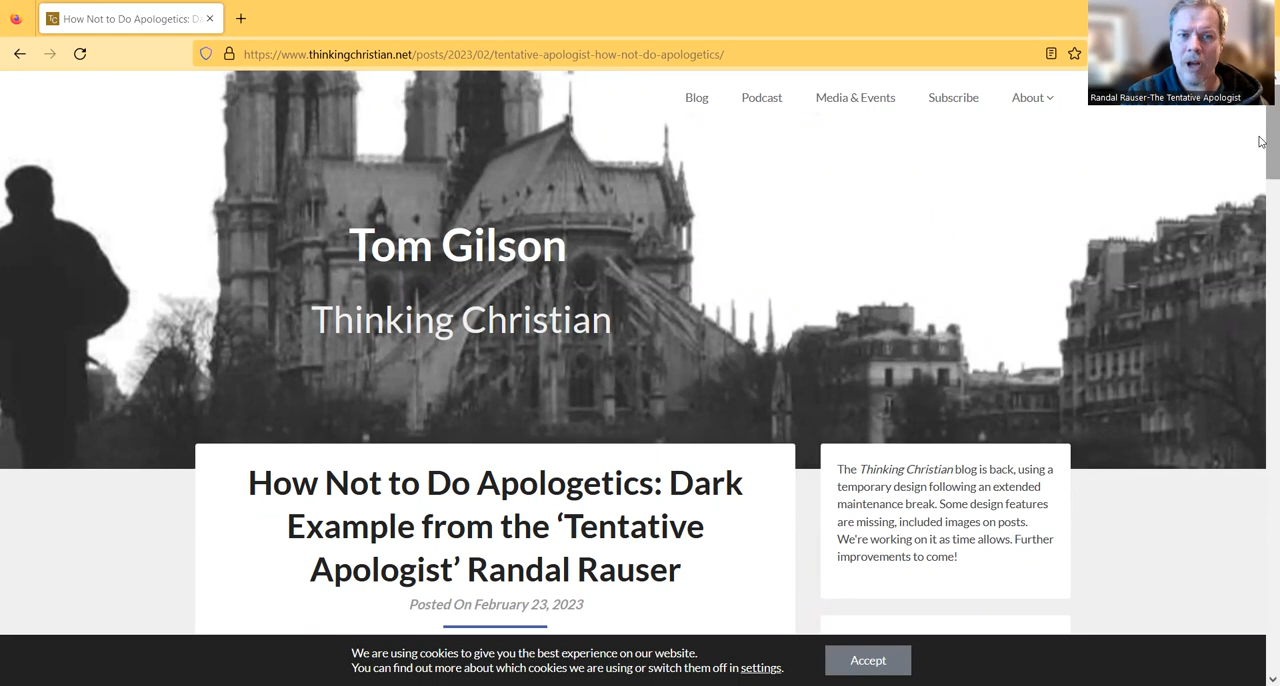 How Not to Do Apologetics: D
https://www.thinkingchristian.net/posts/2023/02/tentative-apologist-how-not-do-apologetics/
Randal Rauser-The Tentative Apologist
Blog Podcast Media & Events Subscribe About
Tom Gilson
Thinking Christian
How Not to Do Apologetics: Dark
Example from the ‘Tentative
Apologist’ Randal Rauser
Posted On February 23, 2023
The Thinking Christian blog is back, using a
temporary design following an extended
maintenance break. Some design features
are missing, included images on posts.
We're working on it as time allows. Further
improvements to come!
We are using cookies to give you the best experience on our website.
You can find out more about which cookies we are using or switch them off in settings.
Accept